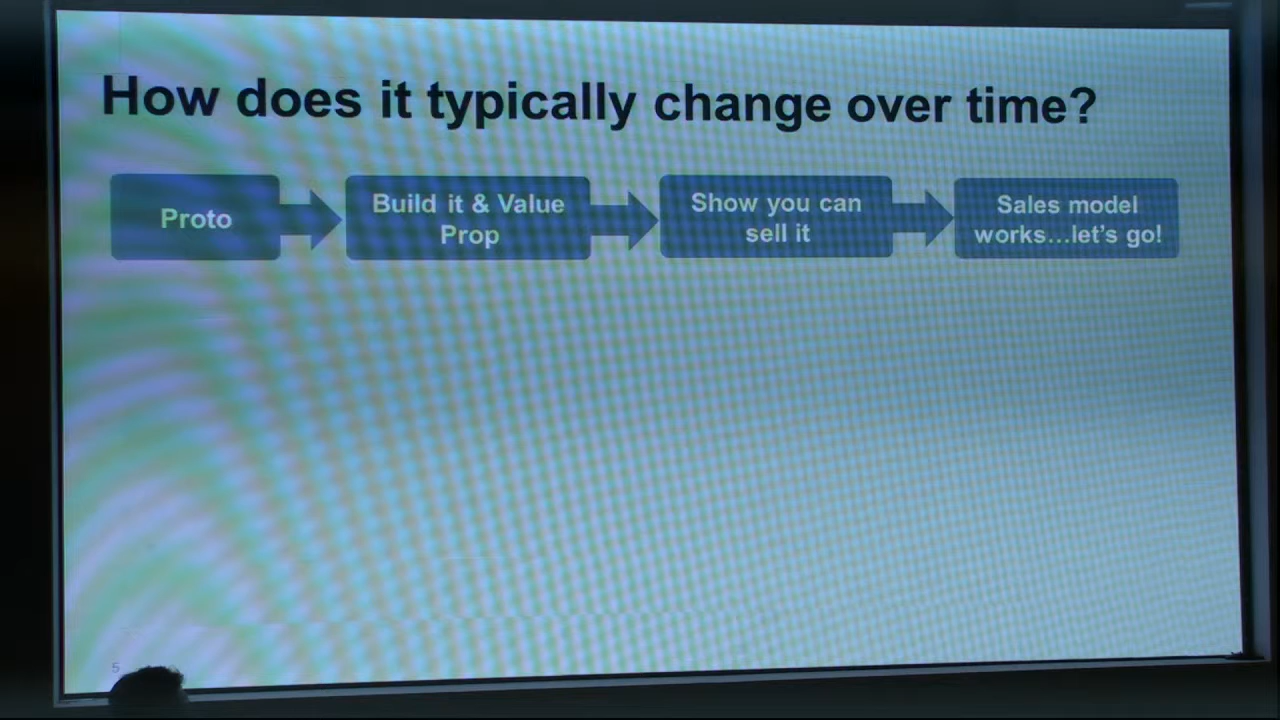 How does it typically change over time?
Proto
Build it & Value
Prop
Show you can
sell it
Sales model
works...let's go!
5